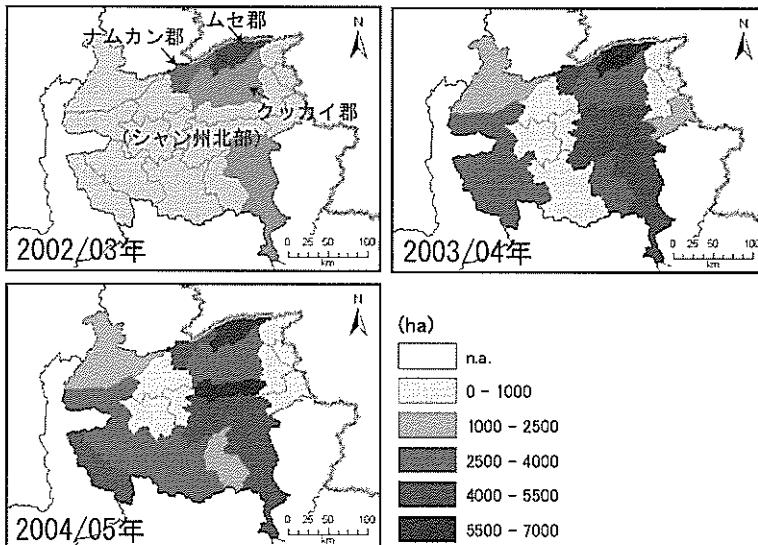 ムセ郡
ナムカン郡
N
クッカイ郡
(シャン州北部)
2002/03年
0 25 50 100
km
N
2003/04年
0 25 50 100
km
N
2004/05年
0 25 50 100
km
(ha)
n.a.
0 - 1000
1000 - 2500
2500 - 4000
4000 - 5500
5500 - 7000